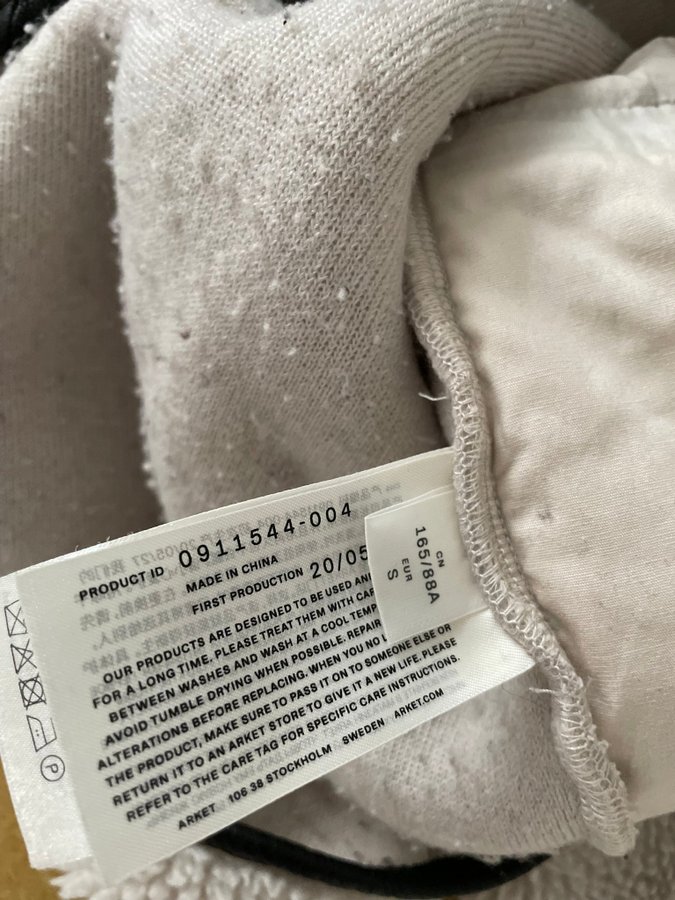 PRODUCT ID 0911544-004
MADE IN CHINA
FIRST PRODUCTION 20/05
OUR PRODUCTS ARE DESIGNED TO BE USED AND
FOR A LONG TIME. PLEASE TREAT THEM WITH CAR
BETWEEN WASHES AND WASH AT A COOL TEMP
AVOID TUMBLE DRYING WHEN POSSIBLE. REPAIR
ALTERATIONS BEFORE REPLACING. WHEN YOU NO L
THE PRODUCT, MAKE SURE TO PASS IT ON TO SOMEONE ELSE OR
RETURN IT TO AN ARKET STORE TO GIVE IT A NEW LIFE. PLEASE
REFER TO THE CARE TAG FOR SPECIFIC CARE INSTRUCTIONS.
ARKET 106 38 STOCKHOLM SWEDEN ARKET.COM
CN
165/88A
EUR
S
P